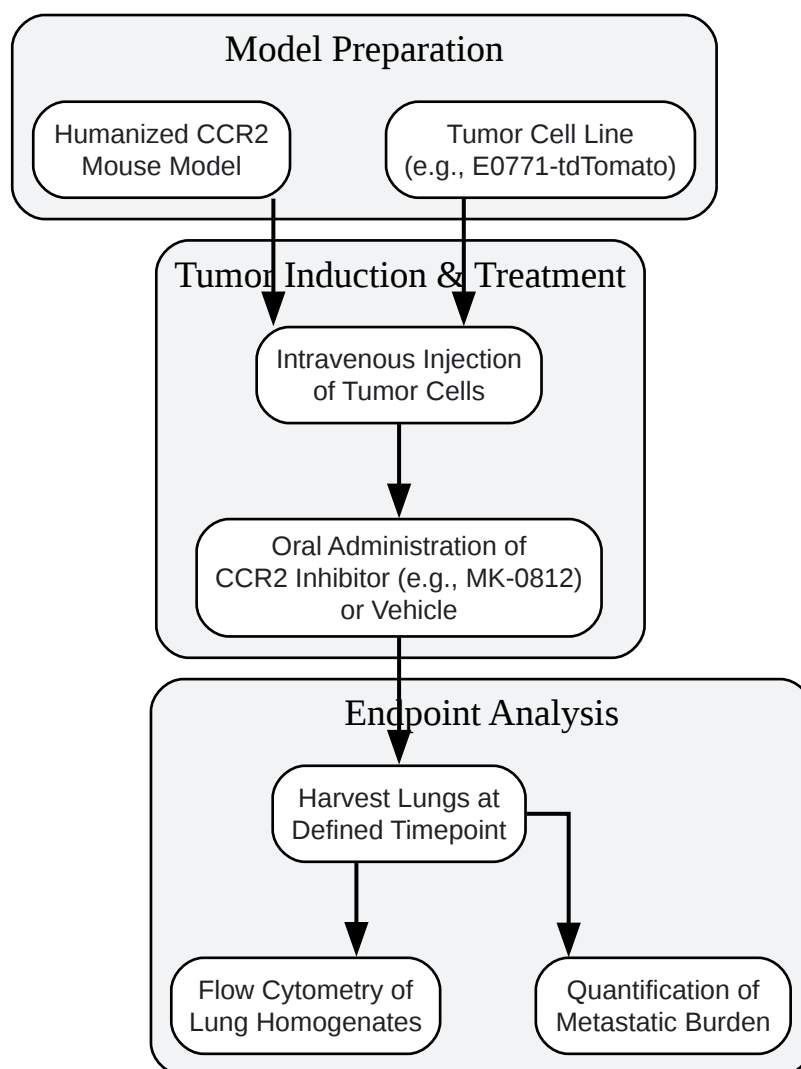 Model Preparation
Humanized CCR2
Mouse Model
Tumor Cell Line
(e.g., E0771-tdTomato)
Tumor Induction & Treatment
Intravenous Injection
of Tumor Cells
Oral Administration of
CCR2 Inhibitor (e.g., MK-0812)
or Vehicle
Endpoint Analysis
Harvest Lungs at
Defined Timepoint
Flow Cytometry of
Lung Homogenates
Quantification of
Metastatic Burden